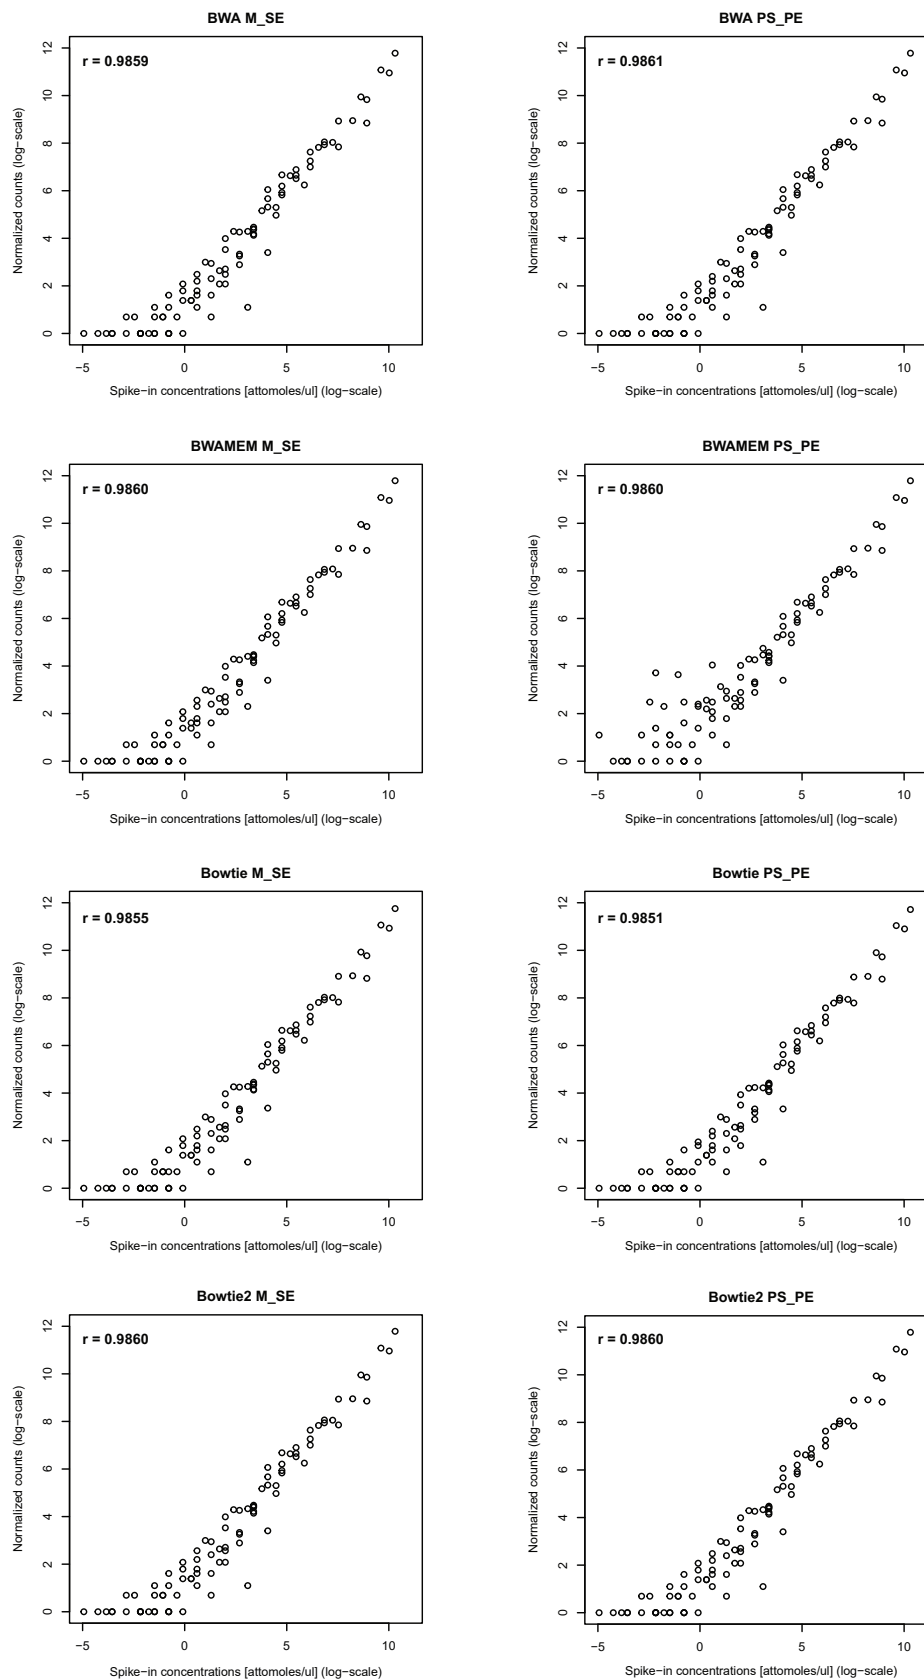 BWA M_SE
r = 0.9859
Normalized counts (log−scale)
0 2 4 6 8 10 12
−5 0 5 10
Spike−in concentrations [attomoles/ul] (log−scale)
BWA PS_PE
r = 0.9861
Normalized counts (log−scale)
0 2 4 6 8 10 12
−5 0 5 10
Spike−in concentrations [attomoles/ul] (log−scale)
BWAMEM M_SE
r = 0.9860
Normalized counts (log−scale)
0 2 4 6 8 10 12
−5 0 5 10
Spike−in concentrations [attomoles/ul] (log−scale)
BWAMEM PS_PE
r = 0.9860
Normalized counts (log−scale)
0 2 4 6 8 10 12
−5 0 5 10
Spike−in concentrations [attomoles/ul] (log−scale)
Bowtie M_SE
r = 0.9855
Normalized counts (log−scale)
0 2 4 6 8 10 12
−5 0 5 10
Spike−in concentrations [attomoles/ul] (log−scale)
Bowtie PS_PE
r = 0.9851
Normalized counts (log−scale)
0 2 4 6 8 10 12
−5 0 5 10
Spike−in concentrations [attomoles/ul] (log−scale)
Bowtie2 M_SE
r = 0.9860
Normalized counts (log−scale)
0 2 4 6 8 10 12
−5 0 5 10
Spike−in concentrations [attomoles/ul] (log−scale)
Bowtie2 PS_PE
r = 0.9860
Normalized counts (log−scale)
0 2 4 6 8 10 12
−5 0 5 10
Spike−in concentrations [attomoles/ul] (log−scale)